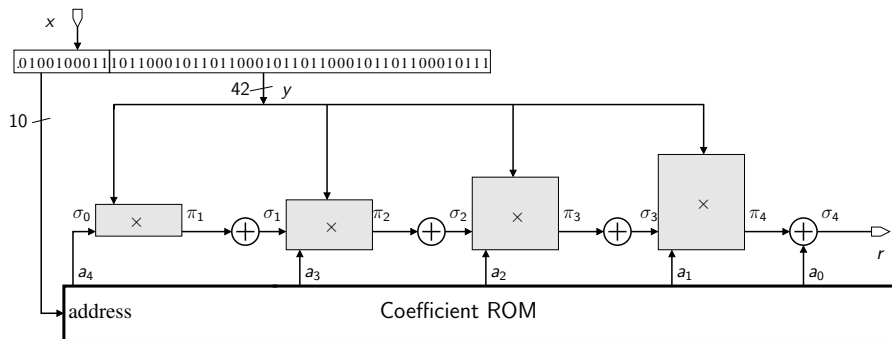 x
.0100100011 101100010110110001011011000101101100010111
42 y
10
σ0 × π1 + σ1 × π2 + σ2 × π3 + σ3 × π4 + σ4
r
a4 a3 a2 a1 a0
address Coefficient ROM